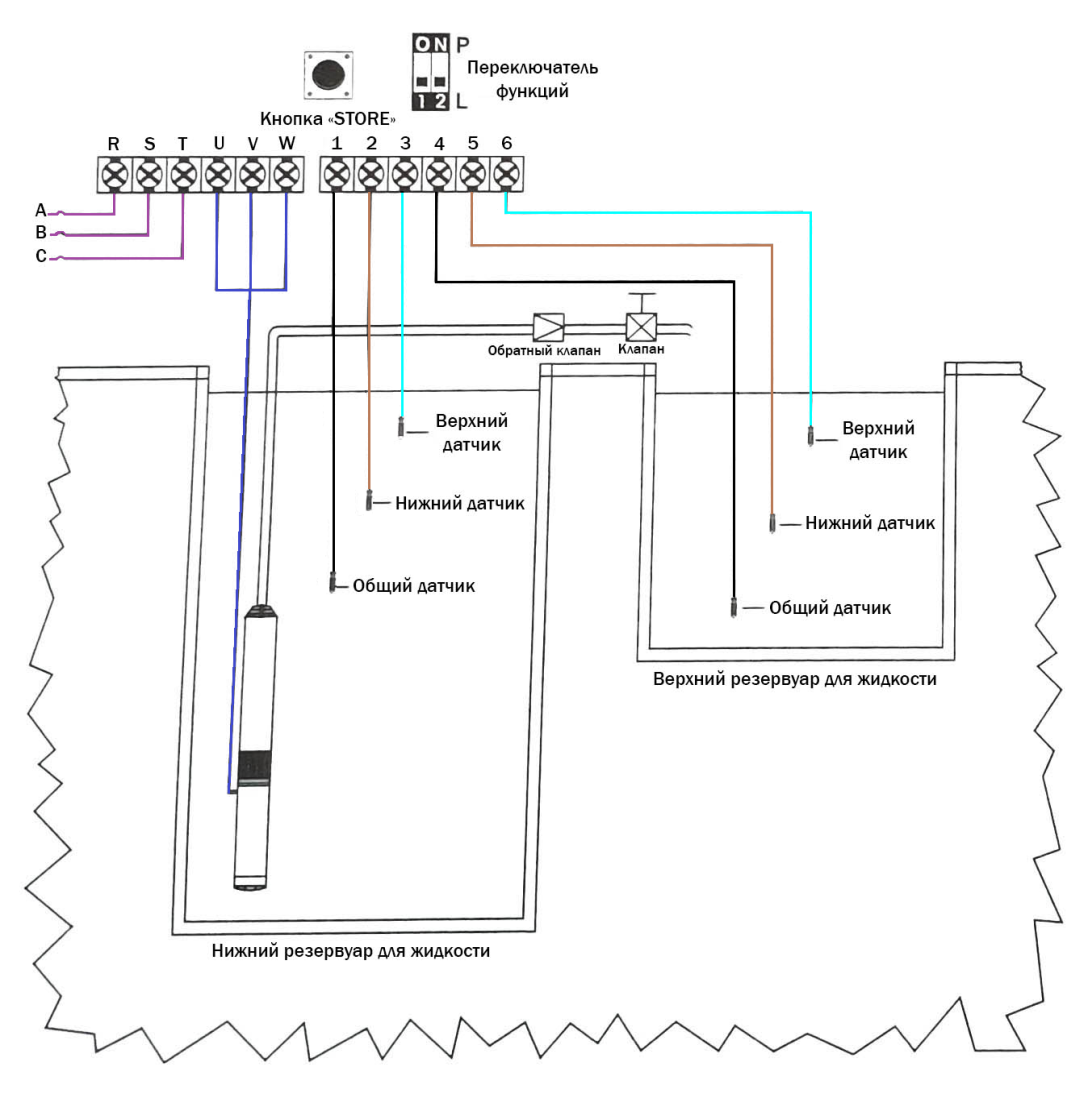 ON P
Переключатель
функций
1 2 L
Кнопка «STORE»
R S T U V W 1 2 3 4 5 6
A
B
C
Обратный клапан Клапан
Верхний
датчик
Верхний
датчик
Нижний датчик
Нижний датчик
Общий датчик
Общий датчик
Верхний резервуар для жидкости
Нижний резервуар для жидкости